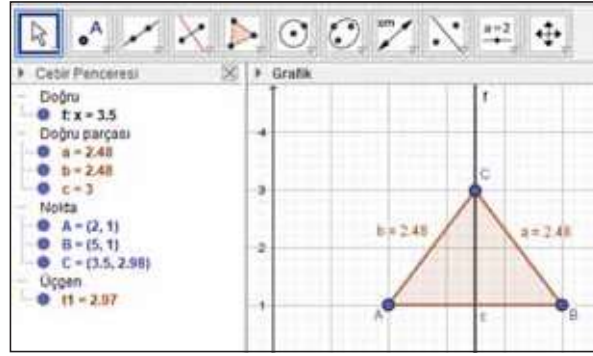 A
a=2
Cebir Penceresi
Grafik
Doğru
f: x = 3.5
Doğru parçası
a = 2.48
b = 2.48
c = 3
Nokta
A = (2, 1)
B = (5, 1)
C = (3.5, 2.98)
Üçgen
t1 = 2.97
f
4
3
2
1
C
b = 2.48
a = 2.48
A
B